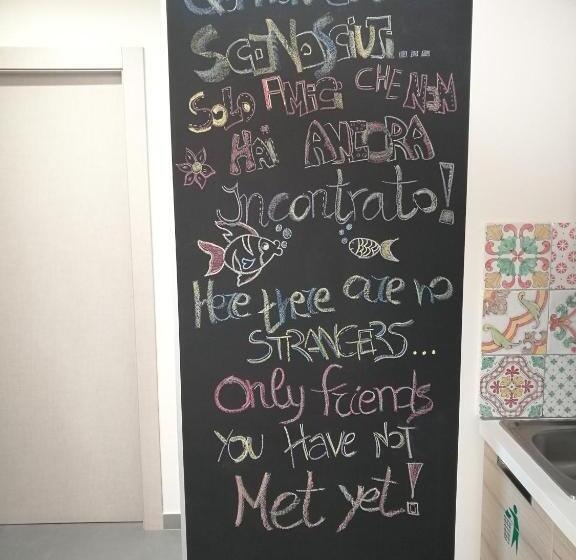 SCONOSCIUTI...
SOLO AMICI CHE NON
HAI ANCORA
Incontrato!
Here there are no
STRANGERS...
Only friends
YOU HAVE NOT
Met yet!